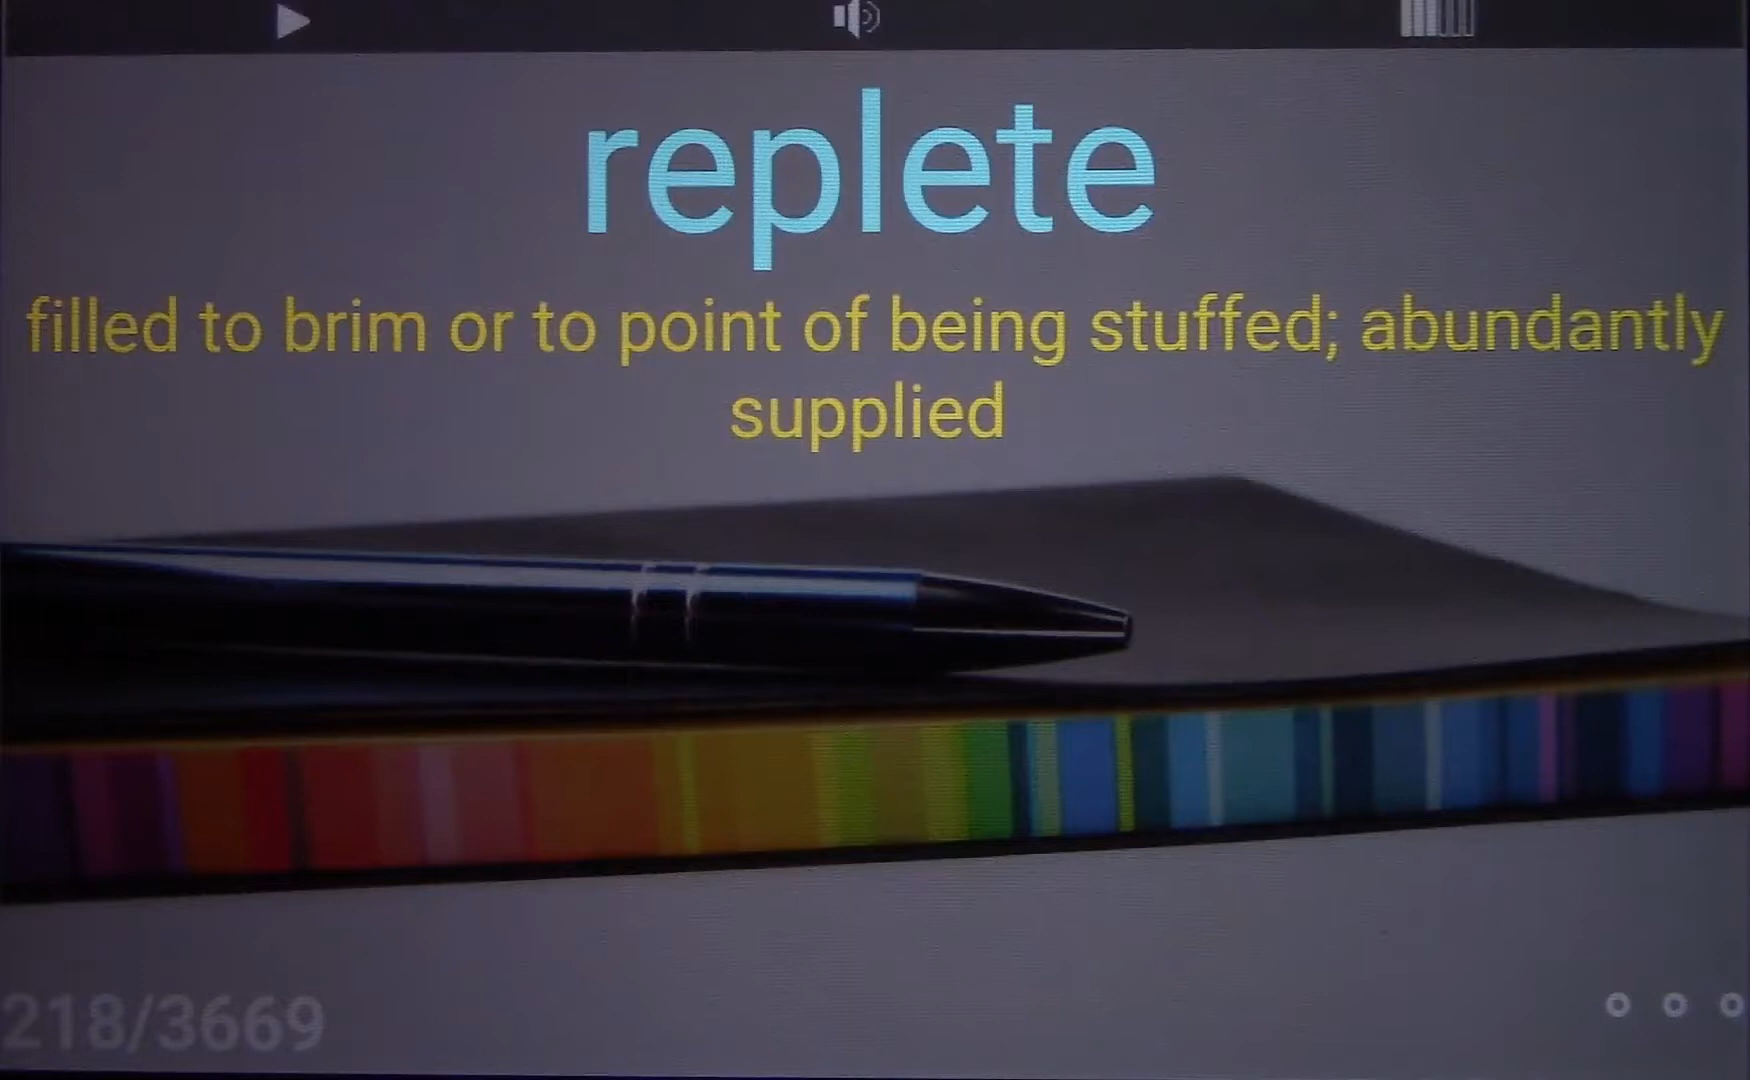 replete
filled to brim or to point of being stuffed; abundantly
supplied
218/3669